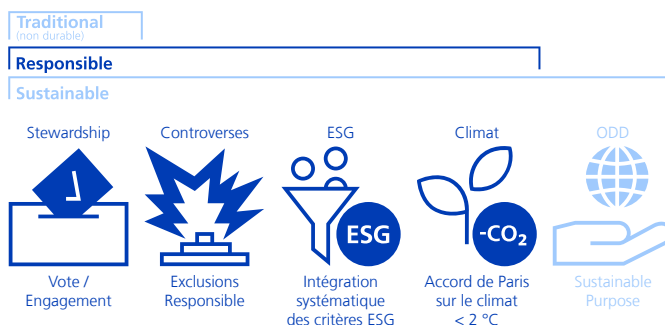 Traditional
(non durable)
Responsible
Sustainable
Stewardship
Controverses
ESG
Climat
ODD
ESG
-CO₂
Vote /
Engagement
Exclusions
Responsible
Intégration
systématique
des critères ESG
Accord de Paris
sur le climat
< 2 °C
Sustainable
Purpose